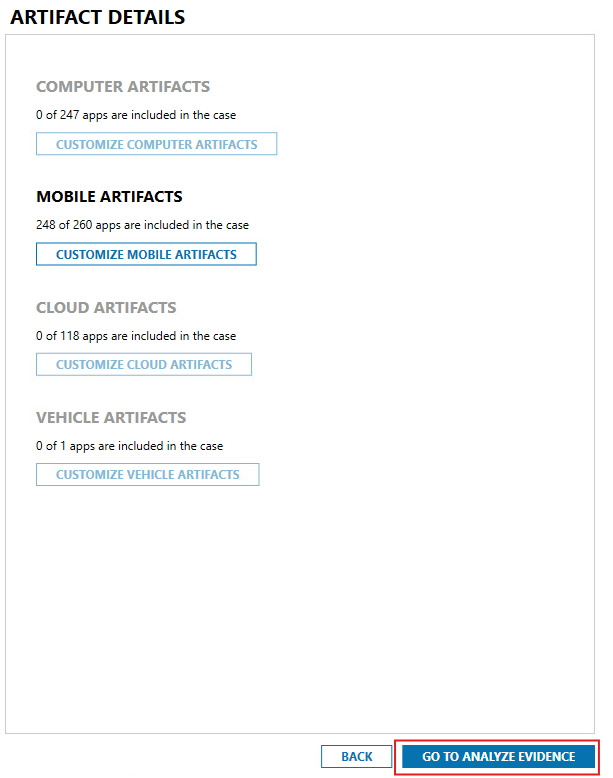 ARTIFACT DETAILS
COMPUTER ARTIFACTS
0 of 247 apps are included in the case
CUSTOMIZE COMPUTER ARTIFACTS
MOBILE ARTIFACTS
248 of 260 apps are included in the case
CUSTOMIZE MOBILE ARTIFACTS
CLOUD ARTIFACTS
0 of 118 apps are included in the case
CUSTOMIZE CLOUD ARTIFACTS
VEHICLE ARTIFACTS
0 of 1 apps are included in the case
CUSTOMIZE VEHICLE ARTIFACTS
BACK GO TO ANALYZE EVIDENCE